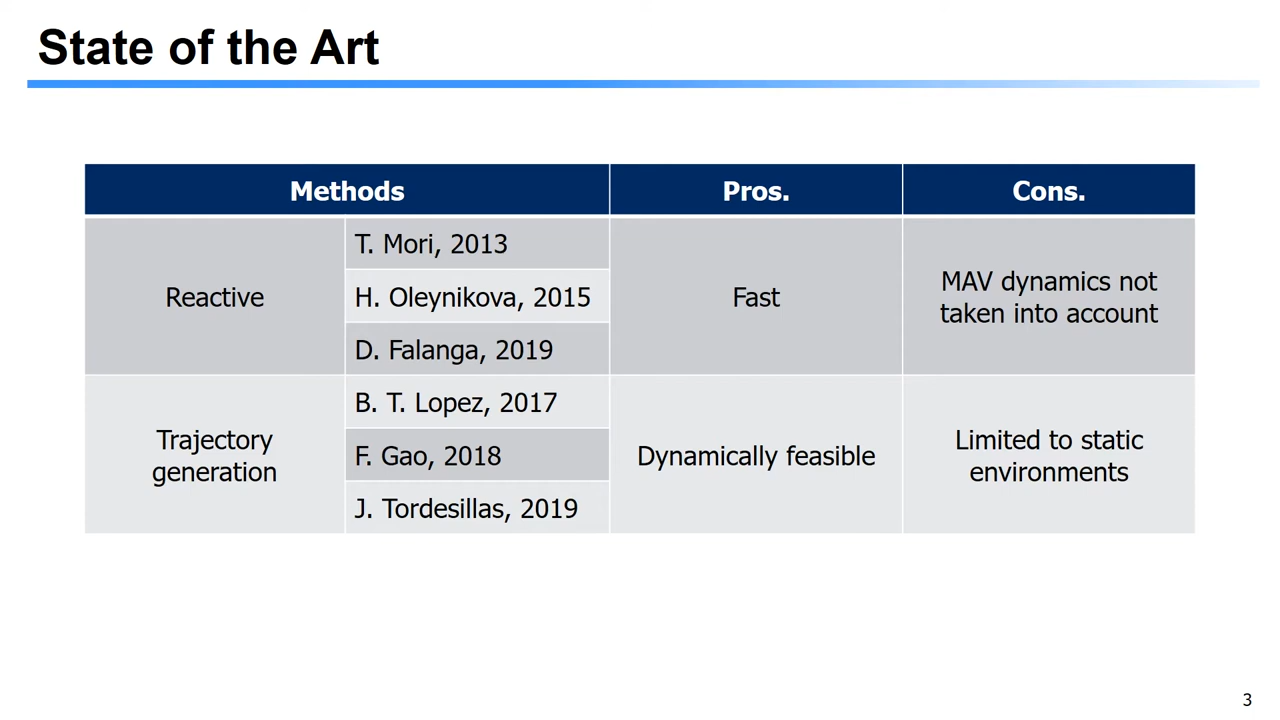 State of the Art
Methods
Pros.
Cons.
Reactive
T. Mori, 2013
H. Oleynikova, 2015
D. Falanga, 2019
Fast
MAV dynamics not
taken into account
Trajectory
generation
B. T. Lopez, 2017
F. Gao, 2018
J. Tordesillas, 2019
Dynamically feasible
Limited to static
environments
3